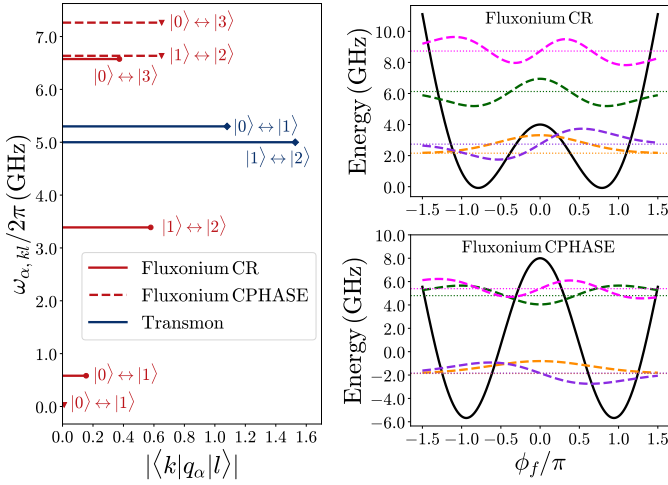 |0⟩↔|3⟩
|1⟩↔|2⟩
|0⟩↔|3⟩
|0⟩↔|1⟩
|1⟩↔|2⟩
|1⟩↔|2⟩
Fluxonium CR
Fluxonium CPHASE
Transmon
|0⟩↔|1⟩
|0⟩↔|1⟩
7.0
6.0
5.0
4.0
3.0
2.0
1.0
0.0
ω_{α, kl}/2π (GHz)
0.0 0.2 0.4 0.6 0.8 1.0 1.2 1.4 1.6
|⟨k|q_α|l⟩|
Fluxonium CR
Energy (GHz)
10.0
8.0
6.0
4.0
2.0
0.0
−1.5 −1.0 −0.5 0.0 0.5 1.0 1.5
Fluxonium CPHASE
Energy (GHz)
10.0
8.0
6.0
4.0
2.0
0.0
−2.0
−4.0
−6.0
−1.5 −1.0 −0.5 0.0 0.5 1.0 1.5
ϕ_f/π